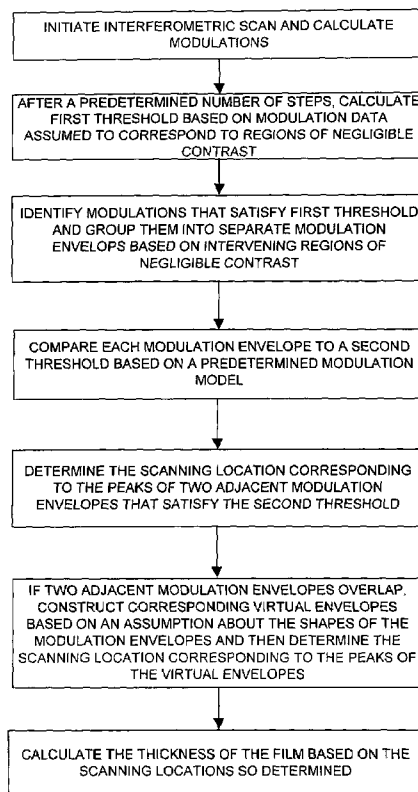 INITIATE INTERFEROMETRIC SCAN AND CALCULATE
MODULATIONS
AFTER A PREDETERMINED NUMBER OF STEPS, CALCULATE
FIRST THRESHOLD BASED ON MODULATION DATA
ASSUMED TO CORRESPOND TO REGIONS OF NEGLIGIBLE
CONTRAST
IDENTIFY MODULATIONS THAT SATISFY FIRST THRESHOLD
AND GROUP THEM INTO SEPARATE MODULATION
ENVELOPS BASED ON INTERVENING REGIONS OF
NEGLIGIBLE CONTRAST
COMPARE EACH MODULATION ENVELOPE TO A SECOND
THRESHOLD BASED ON A PREDETERMINED MODULATION
MODEL
DETERMINE THE SCANNING LOCATION CORRESPONDING
TO THE PEAKS OF TWO ADJACENT MODULATION
ENVELOPES THAT SATISFY THE SECOND THRESHOLD
IF TWO ADJACENT MODULATION ENVELOPES OVERLAP,
CONSTRUCT CORRESPONDING VIRTUAL ENVELOPES
BASED ON AN ASSUMPTION ABOUT THE SHAPES OF THE
MODULATION ENVELOPES AND THEN DETERMINE THE
SCANNING LOCATION CORRESPONDING TO THE PEAKS OF
THE VIRTUAL ENVELOPES
CALCULATE THE THICKNESS OF THE FILM BASED ON THE
SCANNING LOCATIONS SO DETERMINED